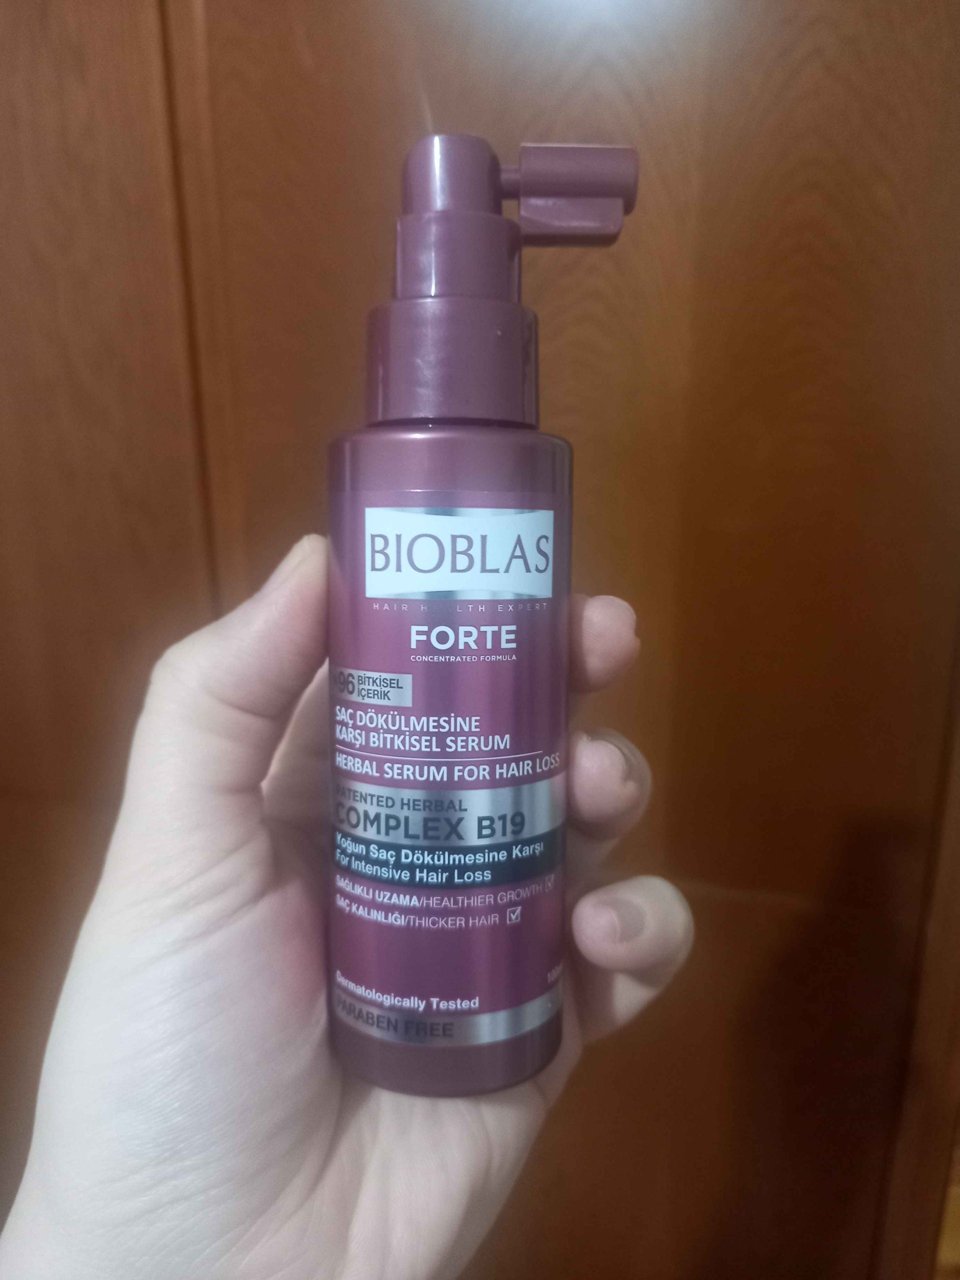 BIOBLAS
HAIR HEALTH EXPERT
FORTE
CONCENTRATED FORMULA
96 BİTKİSEL
İÇERİK
SAÇ DÖKÜLMESİNE
KARŞI BİTKİSEL SERUM
HERBAL SERUM FOR HAIR LOSS
PATENTED HERBAL
COMPLEX B19
Yoğun Saç Dökülmesine Karşı
For Intensive Hair Loss
SAĞLIKLI UZAMA/HEALTHIER GROWTH
SAÇ KALINLIĞI/THICKER HAIR
Dermatologically Tested
PARABEN FREE